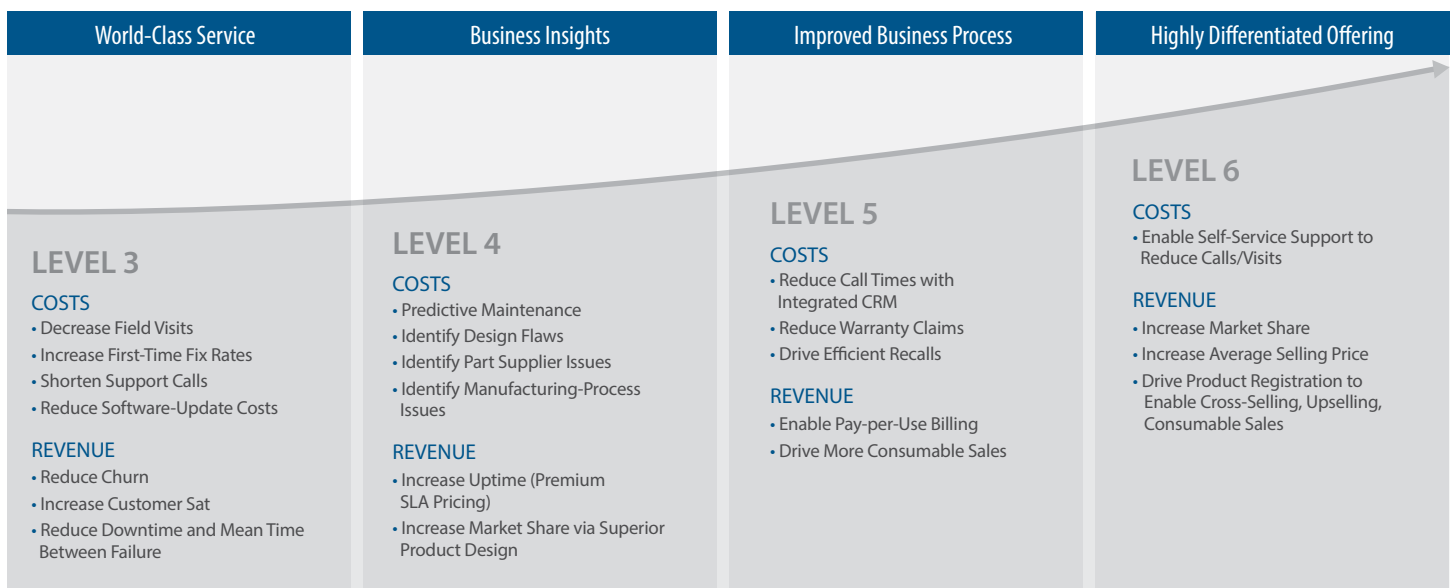 World-Class Service
LEVEL 3
COSTS
• Decrease Field Visits
• Increase First-Time Fix Rates
• Shorten Support Calls
• Reduce Software-Update Costs
REVENUE
• Reduce Churn
• Increase Customer Sat
• Reduce Downtime and Mean Time
Between Failure
Business Insights
LEVEL 4
COSTS
• Predictive Maintenance
• Identify Design Flaws
• Identify Part Supplier Issues
• Identify Manufacturing-Process
Issues
REVENUE
• Increase Uptime (Premium
SLA Pricing)
• Increase Market Share via Superior
Product Design
Improved Business Process
LEVEL 5
COSTS
• Reduce Call Times with
Integrated CRM
• Reduce Warranty Claims
• Drive Efficient Recalls
REVENUE
• Enable Pay-per-Use Billing
• Drive More Consumable Sales
Highly Differentiated Offering
LEVEL 6
COSTS
• Enable Self-Service Support to
Reduce Calls/Visits
REVENUE
• Increase Market Share
• Increase Average Selling Price
• Drive Product Registration to
Enable Cross-Selling, Upselling,
Consumable Sales